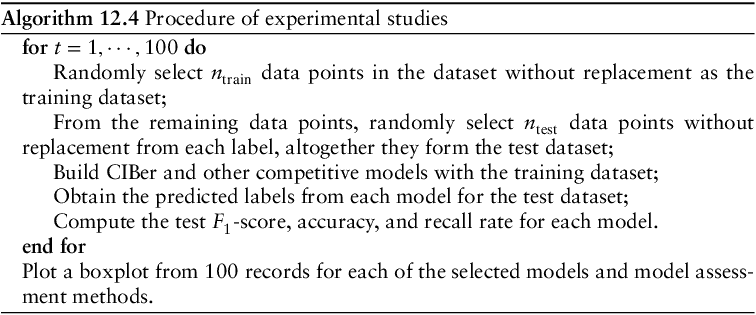 Algorithm 12.4 Procedure of experimental studies
for t = 1, ⋯ , 100 do
Randomly select n_train data points in the dataset without replacement as the
training dataset;
From the remaining data points, randomly select n_test data points without
replacement from each label, altogether they form the test dataset;
Build CIBer and other competitive models with the training dataset;
Obtain the predicted labels from each model for the test dataset;
Compute the test F_1-score, accuracy, and recall rate for each model.
end for
Plot a boxplot from 100 records for each of the selected models and model assess-
ment methods.